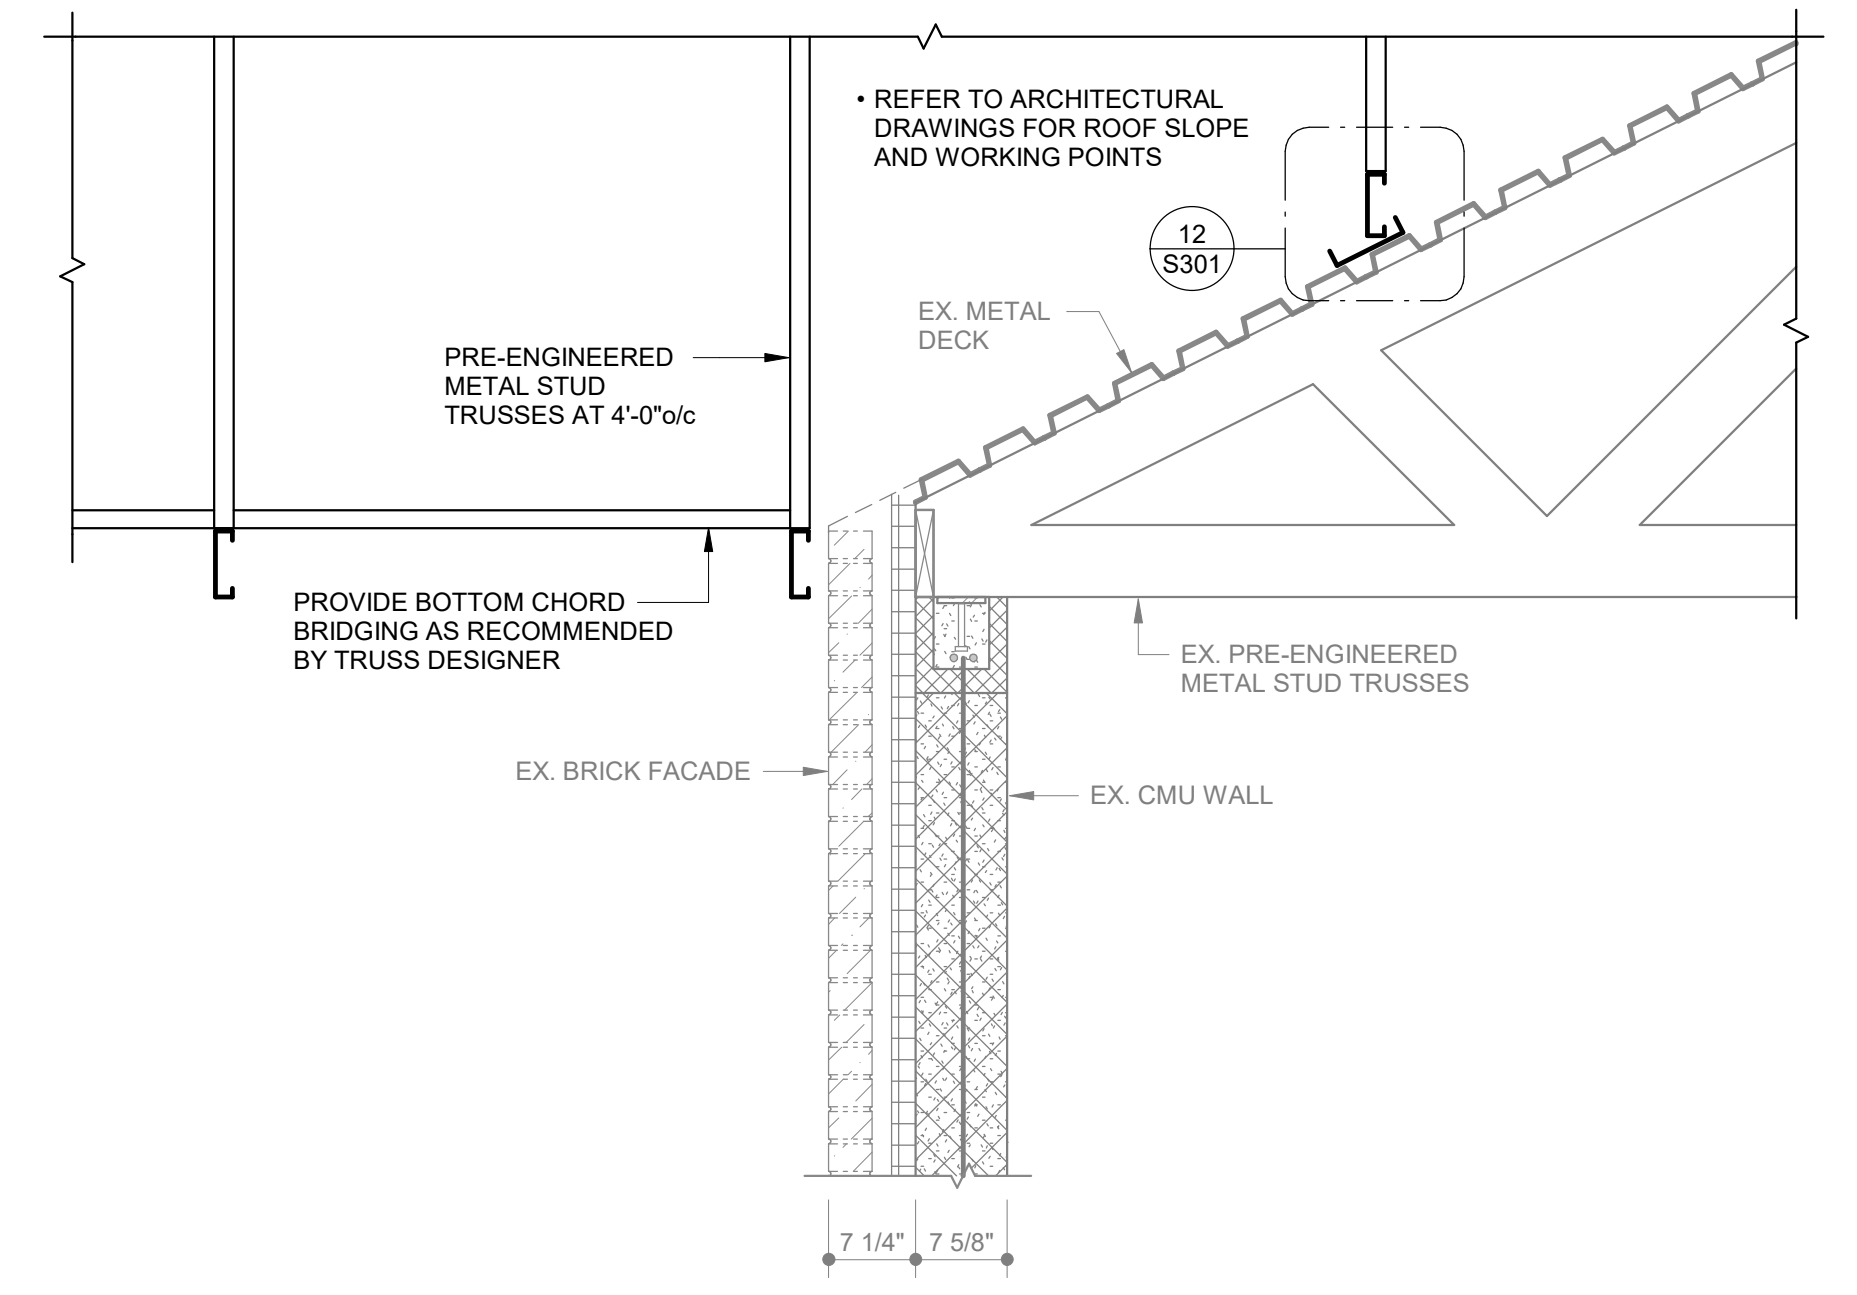 • REFER TO ARCHITECTURAL
DRAWINGS FOR ROOF SLOPE
AND WORKING POINTS
12
S301
EX. METAL
DECK
PRE-ENGINEERED
METAL STUD
TRUSSES AT 4'-0"o/c
PROVIDE BOTTOM CHORD
BRIDGING AS RECOMMENDED
BY TRUSS DESIGNER
EX. PRE-ENGINEERED
METAL STUD TRUSSES
EX. BRICK FACADE
EX. CMU WALL
7 1/4"
7 5/8"